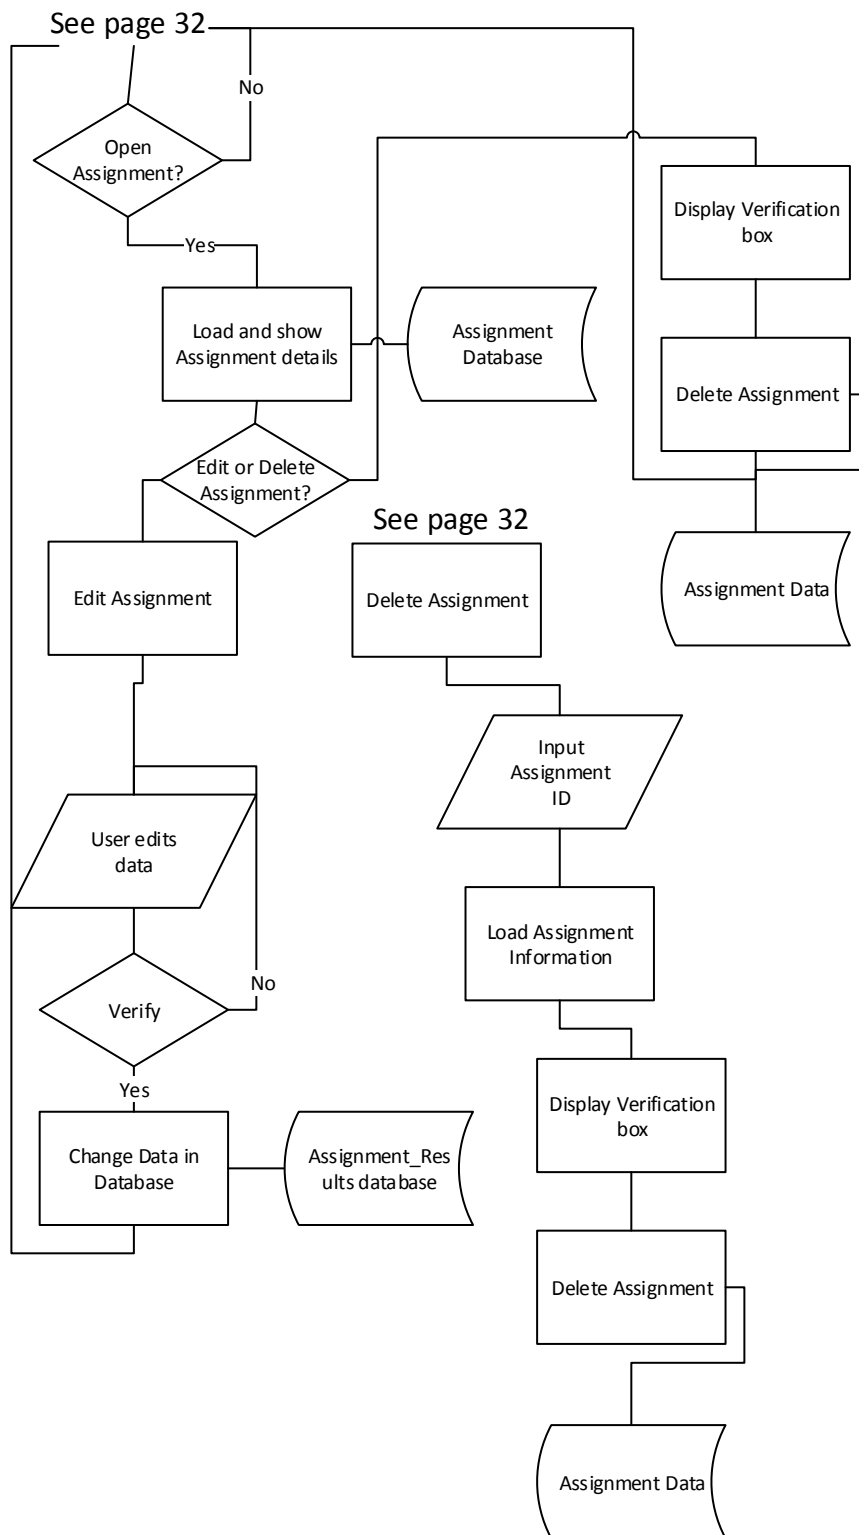 See page 32
No
Open
Assignment?
Yes
Display Verification
box
Load and show
Assignment details
Assignment
Database
Delete Assignment
Edit or Delete
Assignment?
See page 32
Edit Assignment
Delete Assignment
Assignment Data
Input
Assignment
ID
User edits
data
Load Assignment
Information
No
Verify
Yes
Display Verification
box
Change Data in
Database
Assignment_Res
ults database
Delete Assignment
Assignment Data